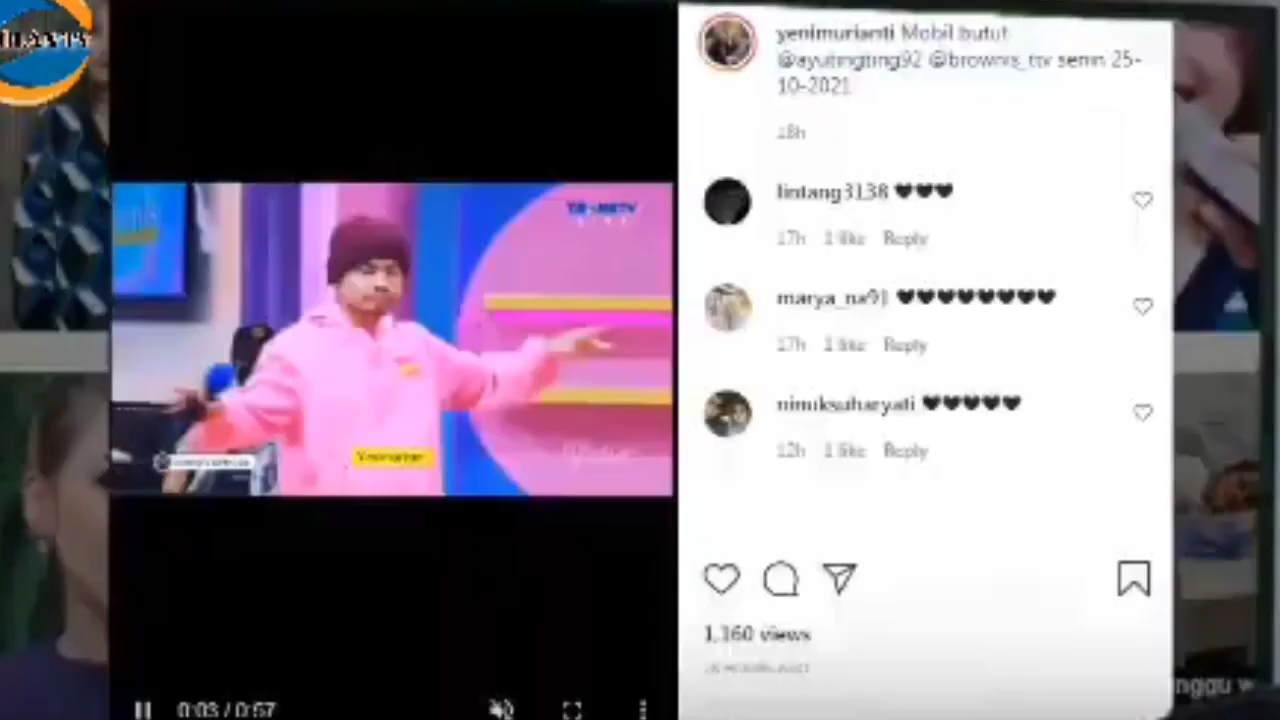 yenimurianti Mobil butut
@ayutingting92 @brownis_ttv senin 25-
10-2021
18h
lintang3138 🖤🖤🖤
17h 1 like Reply
marya_na91 🖤🖤🖤🖤🖤🖤🖤🖤
17h 1 like Reply
ninuksuharyati 🖤🖤🖤🖤🖤
12h 1 like Reply
1,160 views
0:03 / 0:57